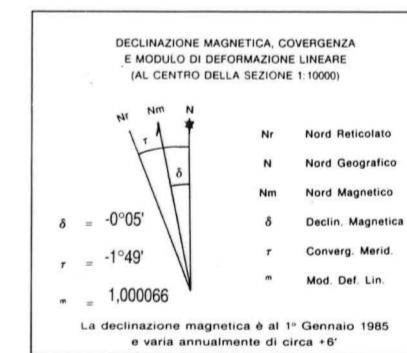 DECLINAZIONE MAGNETICA, COVERGENZA
E MODULO DI DEFORMAZIONE LINEARE
(AL CENTRO DELLA SEZIONE 1:10000)
Nr Nm N
τ
δ
Nr Nord Reticolato
N Nord Geografico
Nm Nord Magnetico
δ Declin. Magnetica
τ Converg. Merid.
m Mod. Def. Lin.
δ = -0°05'
τ = -1°49'
m = 1,000066
La declinazione magnetica è al 1° Gennaio 1985
e varia annualmente di circa +6'